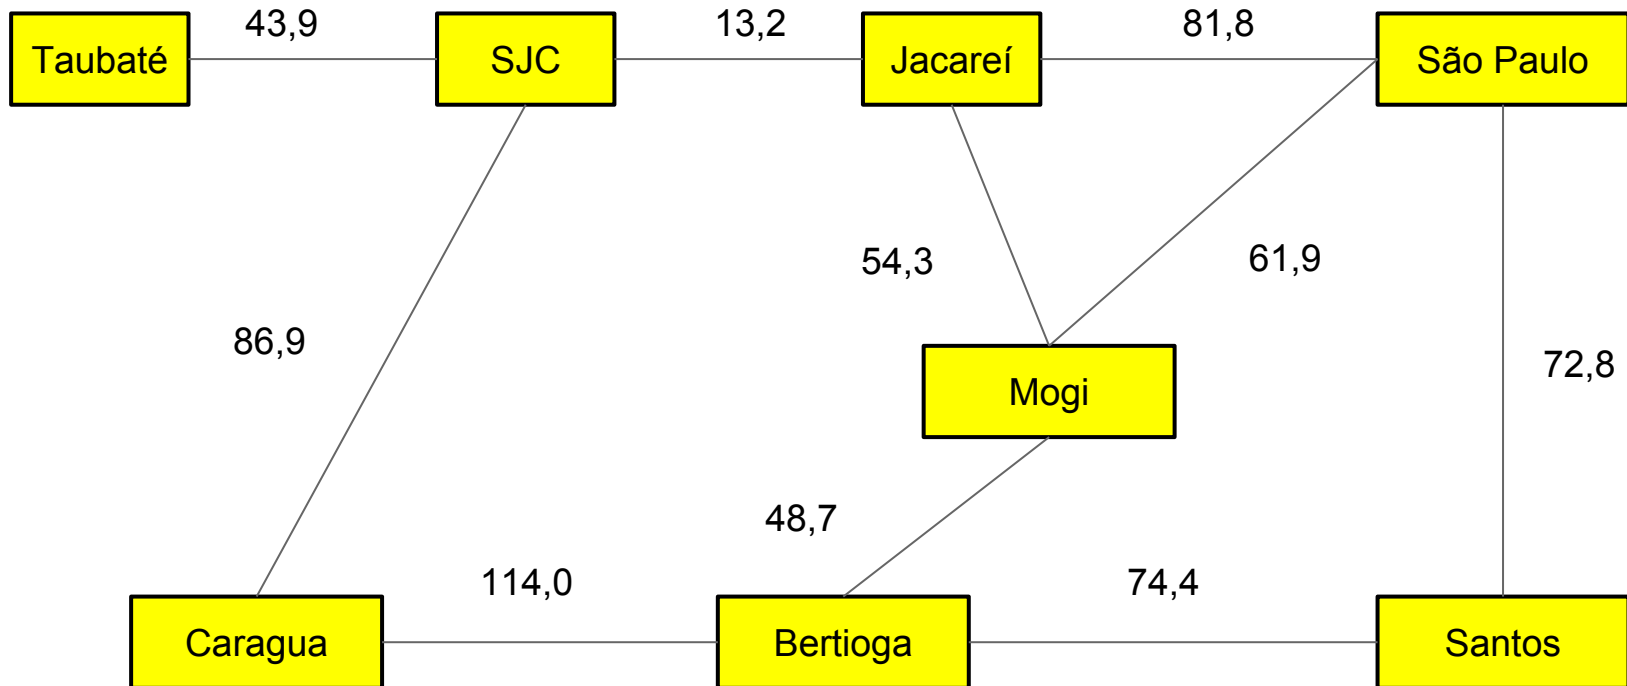 43,9
13,2
81,8
Taubaté
SJC
Jacareí
São Paulo
54,3
61,9
86,9
72,8
Mogi
48,7
114,0
74,4
Caragua
Bertioga
Santos